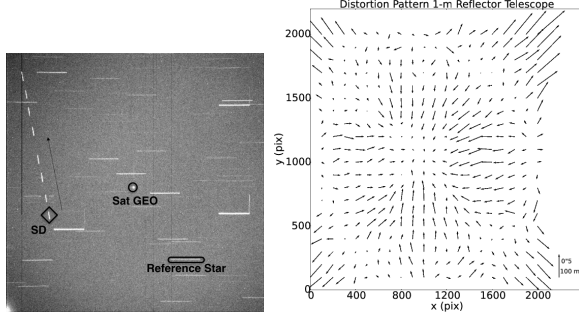 Sat GEO
SD
Reference Star
Distortion Pattern 1-m Reflector Telescope
2000
1500
1000
500
0
y (pix)
0 400 800 1200 1600 2000
x (pix)
0"5
100 m